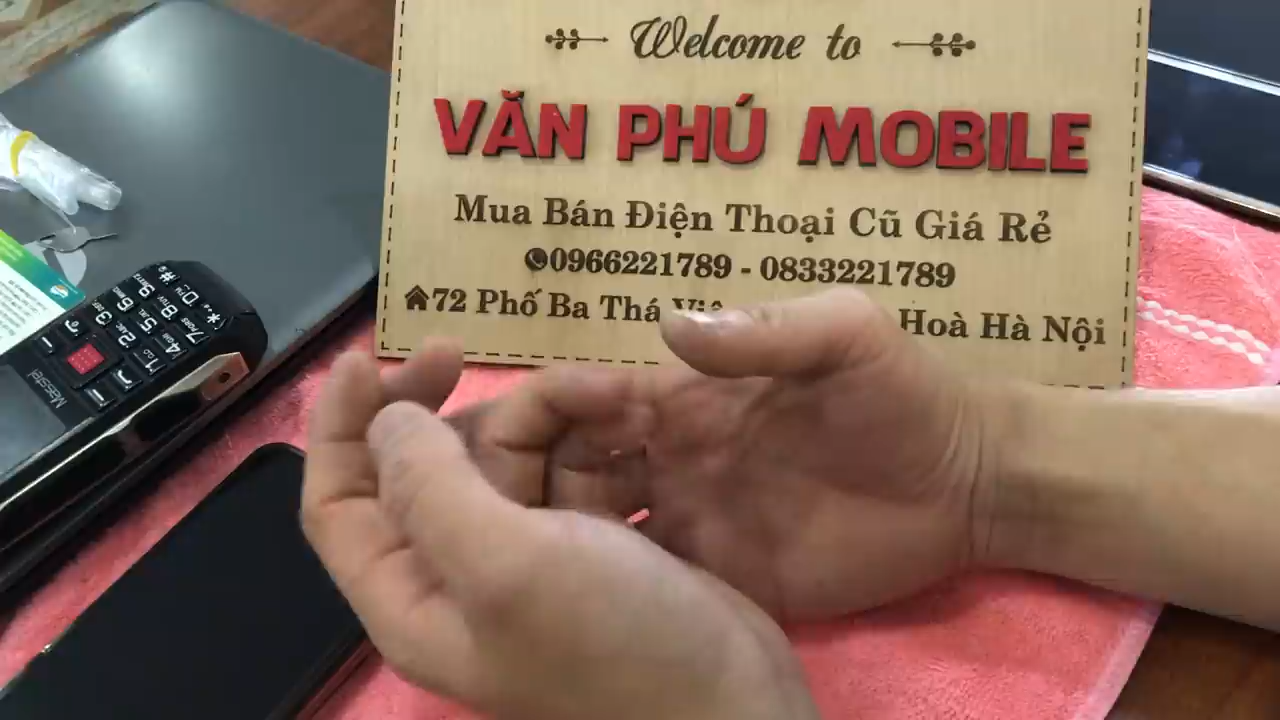 Welcome to
VĂN PHÚ MOBILE
Mua Bán Điện Thoại Cũ Giá Rẻ
0966221789 - 0833221789
72 Phố Ba Thá Hoà Hà Nội
Masstel